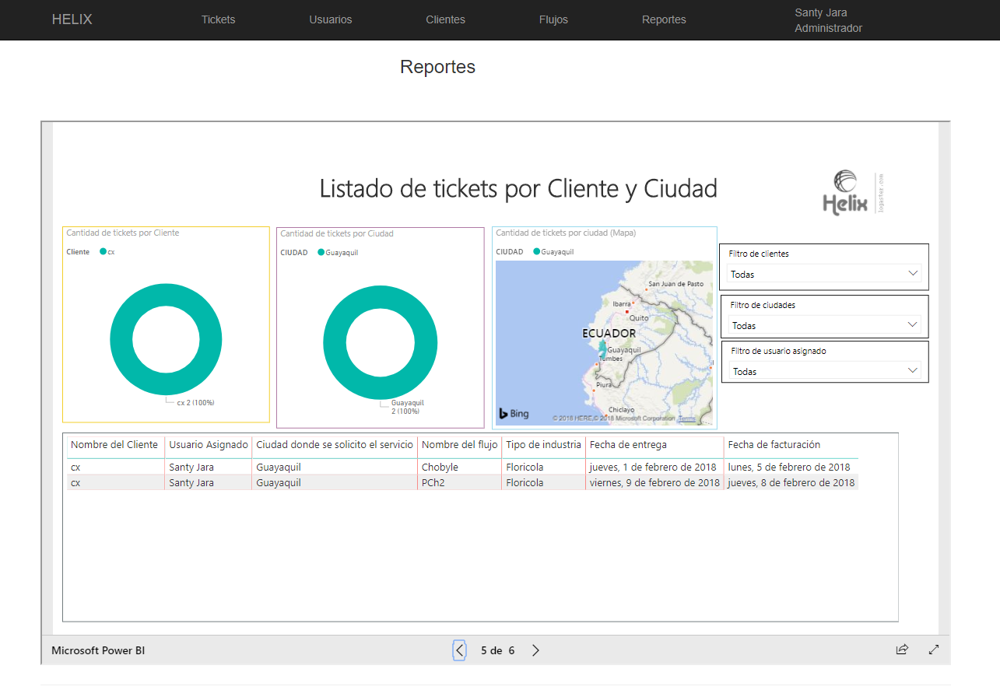 HELIX
Tickets
Usuarios
Clientes
Flujos
Reportes
Santy Jara
Administrador
Reportes
Listado de tickets por Cliente y Ciudad
Helix
logaster.com
Cantidad de tickets por Cliente
Cliente cx
cx 2 (100%)
Cantidad de tickets por Ciudad
CIUDAD Guayaquil
Guayaquil
2 (100%)
Cantidad de tickets por ciudad (Mapa)
CIUDAD Guayaquil
San Juan de Pasto
Ibarra
Quito
ECUADOR
Guayaquil
Tumbes
Piura
Chiclayo
Bing
© 2018 HERE, © 2018 Microsoft Corporation Terms
Filtro de clientes
Todas
Filtro de ciudades
Todas
Filtro de usuario asignado
Todas
Nombre del Cliente Usuario Asignado Ciudad donde se solicito el servicio Nombre del flujo Tipo de industria Fecha de entrega Fecha de facturación
cx Santy Jara Guayaquil Chobyle Floricola jueves, 1 de febrero de 2018 lunes, 5 de febrero de 2018
cx Santy Jara Guayaquil PCh2 Floricola viernes, 9 de febrero de 2018 jueves, 8 de febrero de 2018
Microsoft Power BI
5 de 6